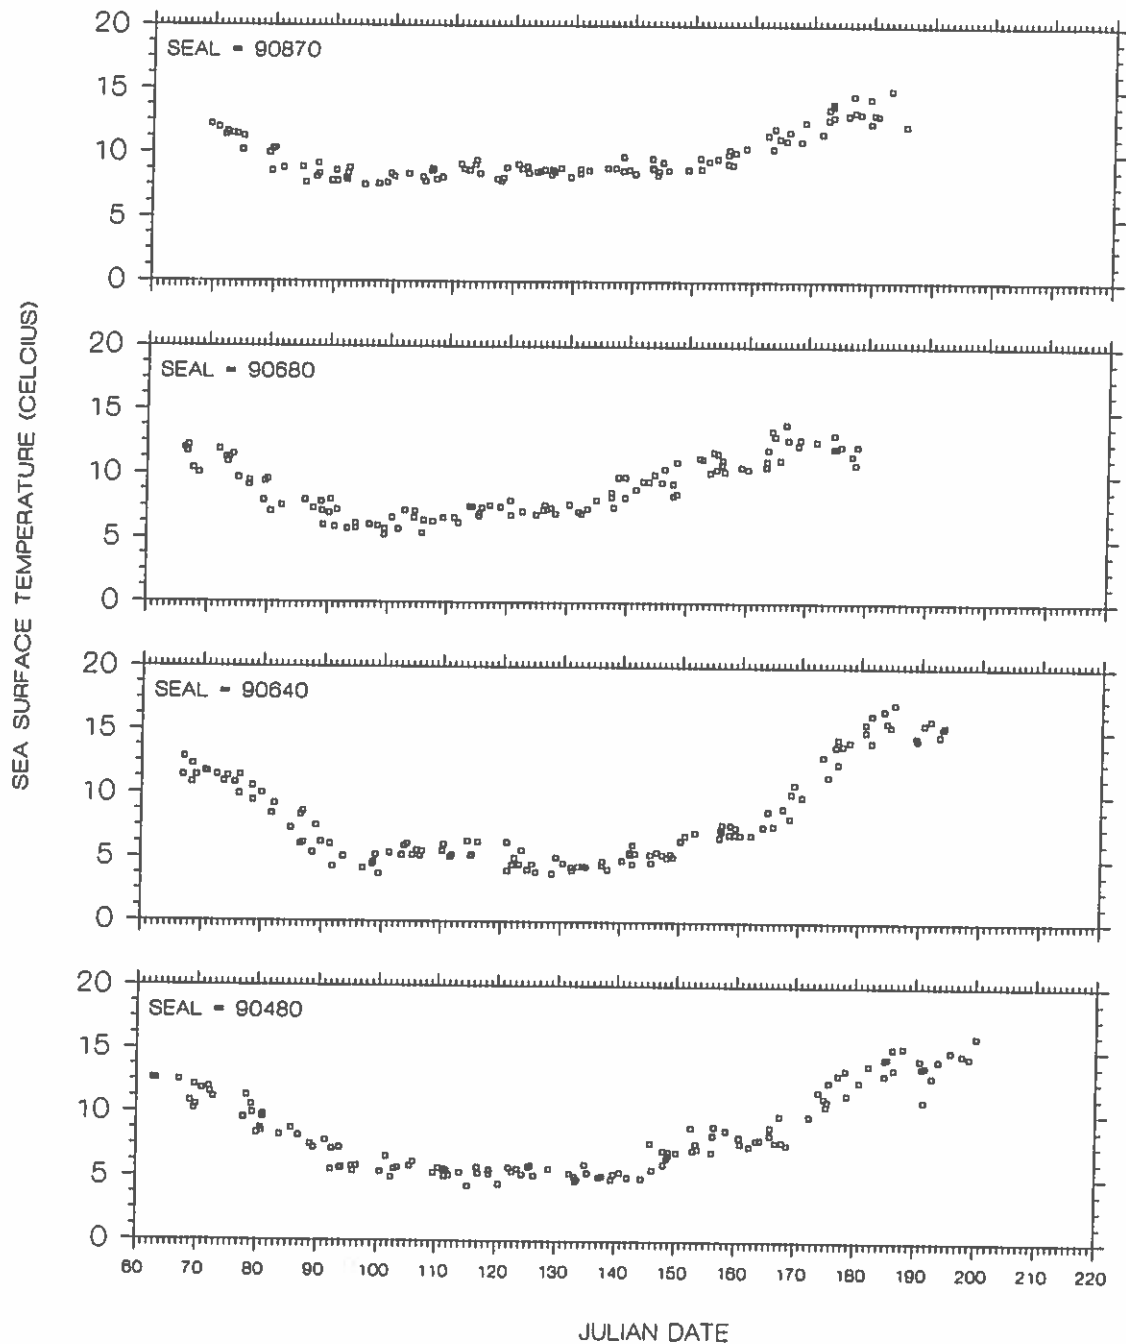 SEA SURFACE TEMPERATURE (CELCIUS)
20
SEAL = 90870
15
10
5
0
20
SEAL = 90680
15
10
5
0
20
SEAL = 90640
15
10
5
0
20
SEAL = 90480
15
10
5
0
60 70 80 90 100 110 120 130 140 150 160 170 180 190 200 210 220
JULIAN DATE